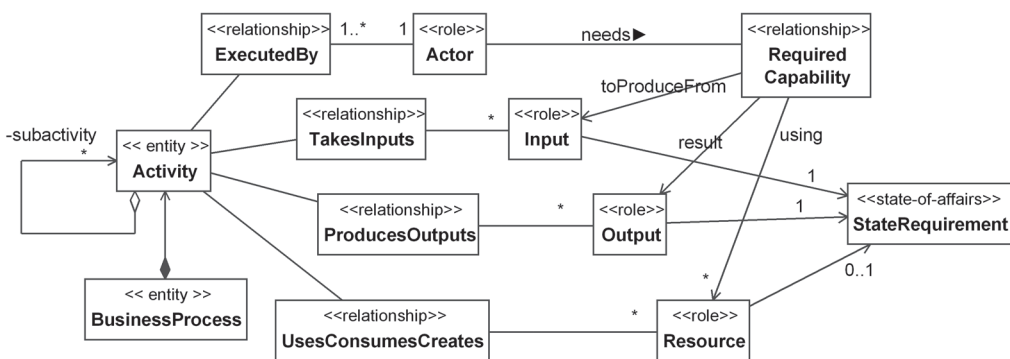 <<relationship>>
ExecutedBy
1..*
1
<<role>>
Actor
needs►
<<relationship>>
Required
Capability
toProduceFrom
<<relationship>>
TakesInputs
*
<<role>>
Input
result
using
-subactivity
*
<< entity >>
Activity
1
<<relationship>>
ProducesOutputs
*
<<role>>
Output
1
<<state-of-affairs>>
StateRequirement
0..1
<< entity >>
BusinessProcess
<<relationship>>
UsesConsumesCreates
*
*
<<role>>
Resource